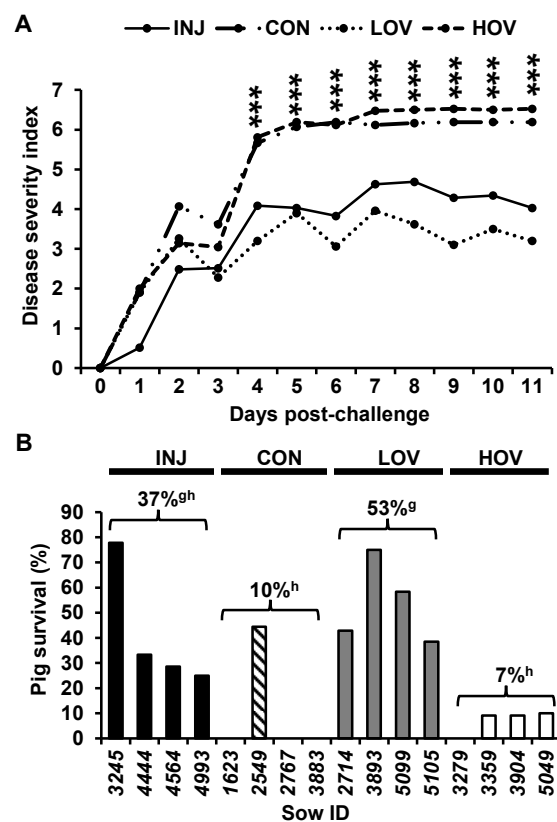 A
INJ CON LOV HOV
*** *** *** *** *** *** *** ***
7
6
5
4
3
2
1
0
Disease severity index
0 1 2 3 4 5 6 7 8 9 10 11
Days post-challenge
B
INJ CON LOV HOV
90
80
70
60
50
40
30
20
10
0
Pig survival (%)
37%gh
10%h
53%g
7%h
3245 4444 4564 4993 1623 2549 2767 3883 2714 3893 5099 5105 3279 3359 3904 5049
Sow ID